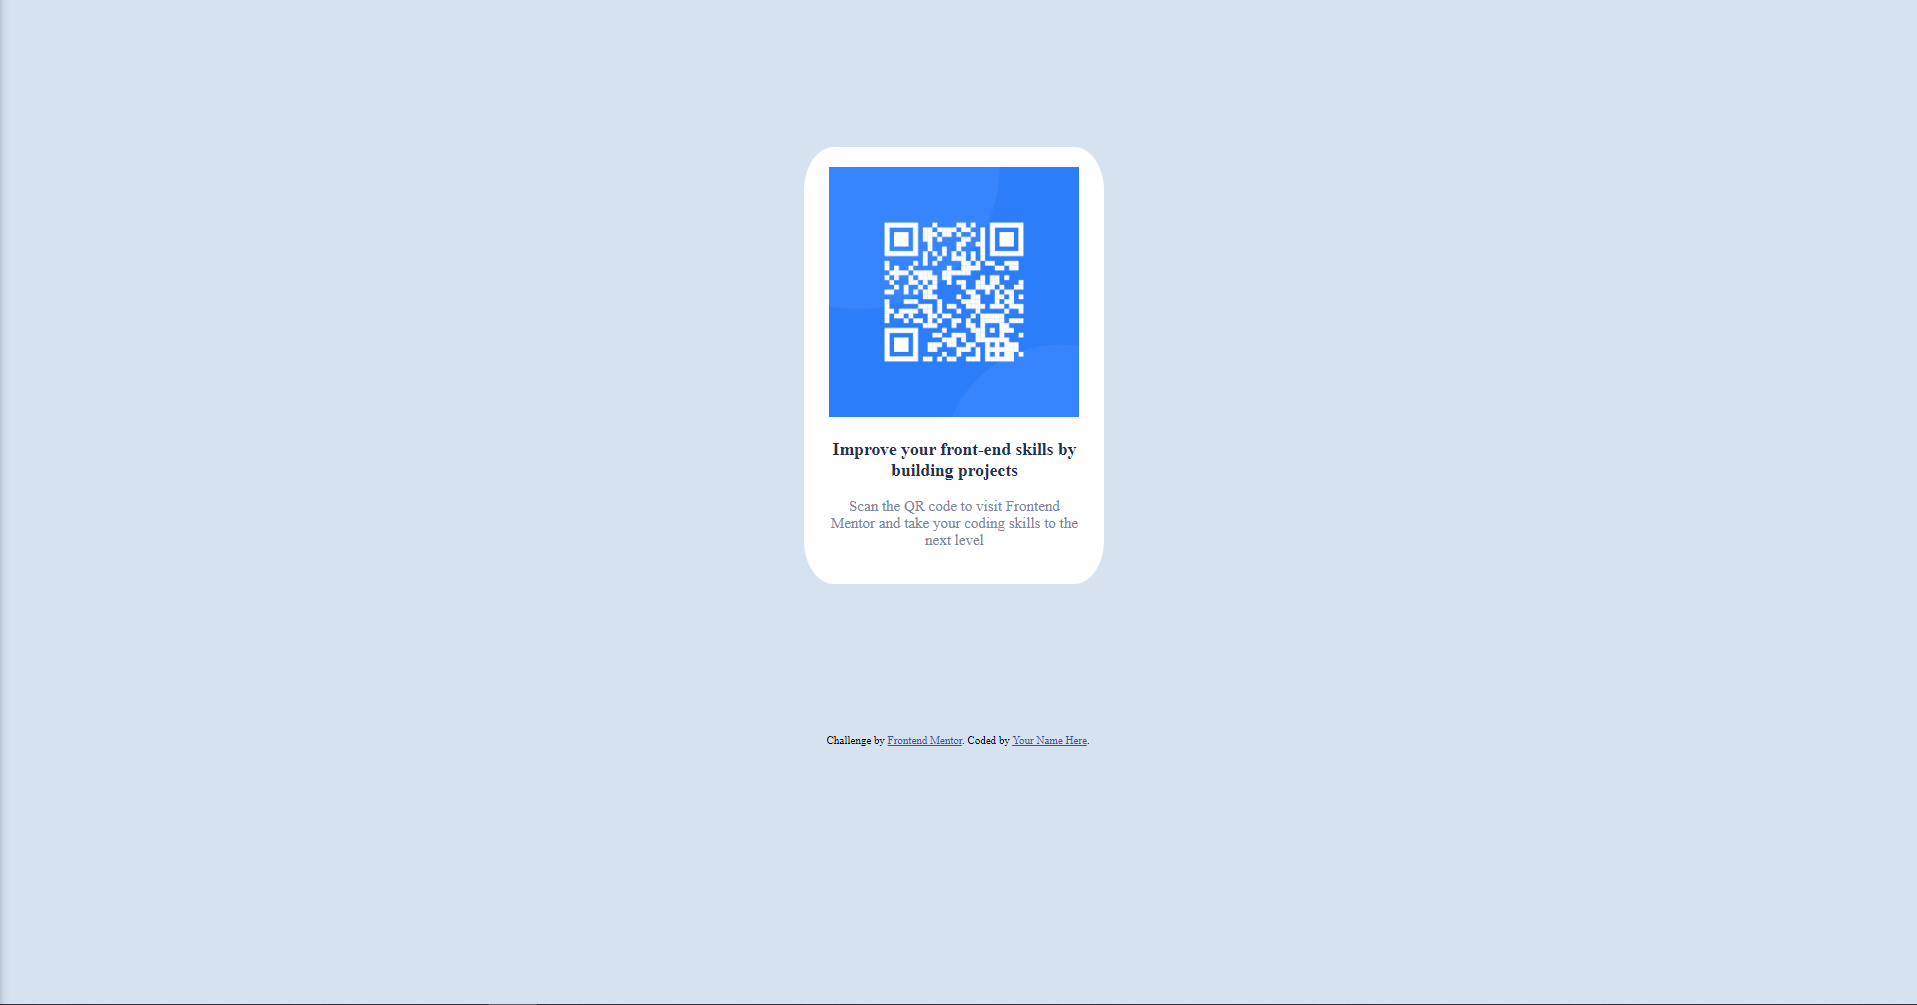 Improve your front-end skills by
building projects
Scan the QR code to visit Frontend
Mentor and take your coding skills to the
next level
Challenge by Frontend Mentor. Coded by Your Name Here.